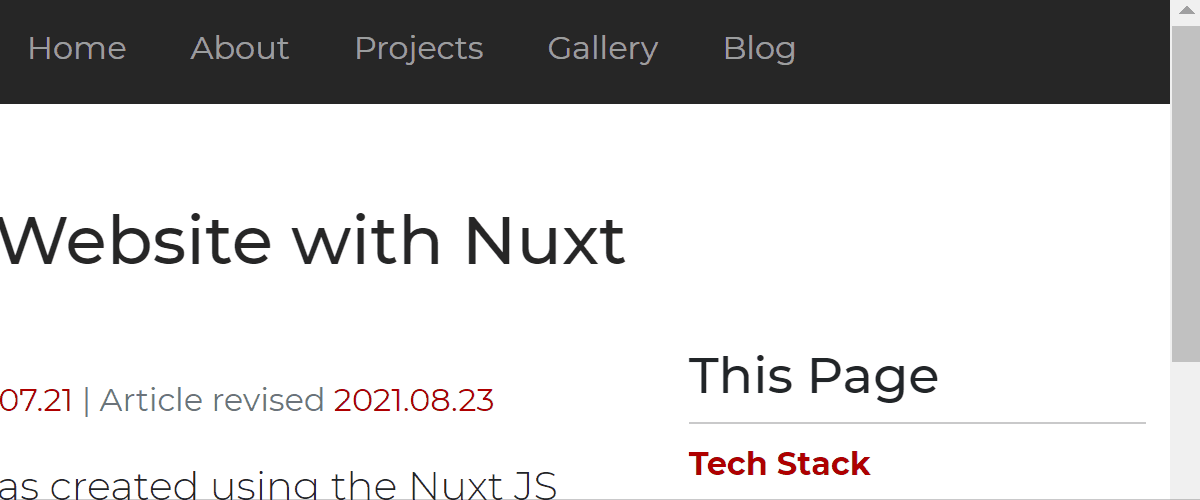 Home About Projects Gallery Blog
Website with Nuxt
07.21 | Article revised 2021.08.23
as created using the Nuxt JS
This Page
Tech Stack